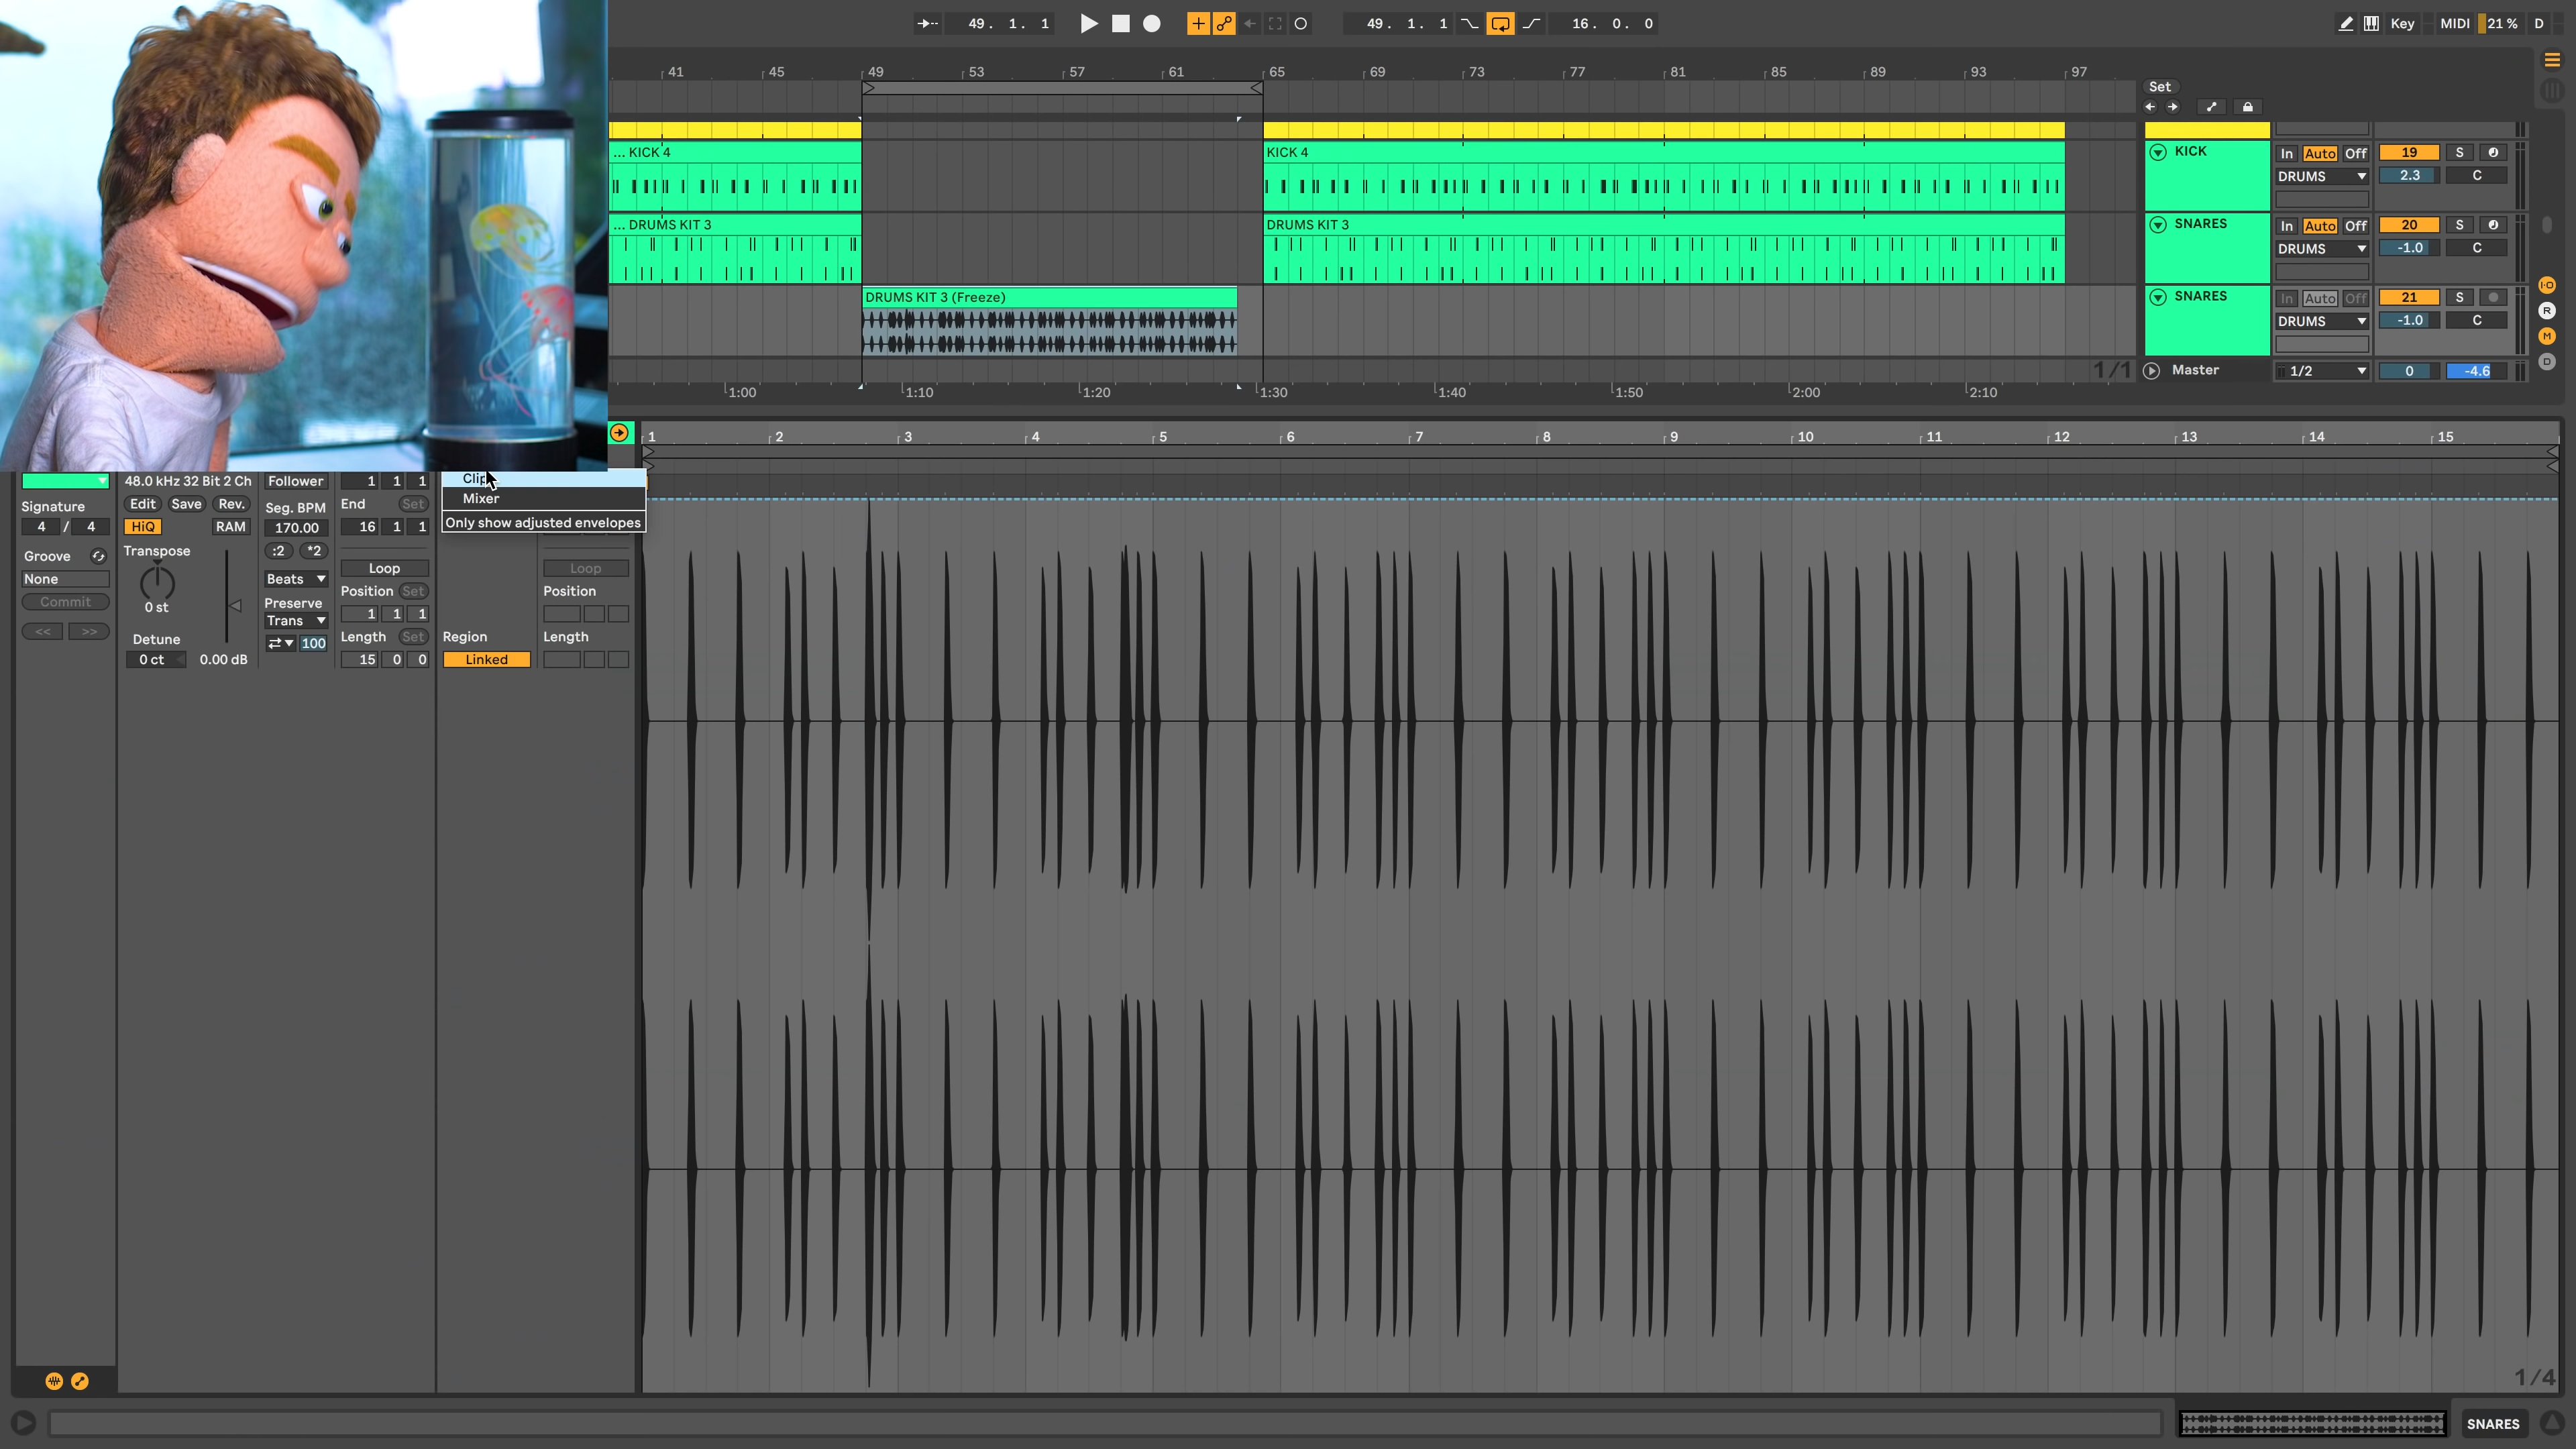 49. 1. 1
49. 1. 1
16. 0. 0
Key
MIDI
21 %
D
41 45 49 53 57 61 65 69 73 77 81 85 89 93 97
Set
... KICK 4
KICK 4
KICK
In Auto Off
19
S
DRUMS
2.3
C
... DRUMS KIT 3
DRUMS KIT 3
SNARES
In Auto Off
20
S
DRUMS
-1.0
C
DRUMS KIT 3 (Freeze)
SNARES
In Auto Off
21
S
DRUMS
-1.0
C
I·O
R
M
D
1/1
Master
1/2
0
-4.6
1:00 1:10 1:20 1:30 1:40 1:50 2:00 2:10
1 2 3 4 5 6 7 8 9 10 11 12 13 14 15
48.0 kHz 32 Bit 2 Ch
Follower
1 1 1
Clip
Mixer
Only show adjusted envelopes
Signature
4 / 4
Edit Save Rev.
HiQ
RAM
Seg. BPM
170.00
:2 *2
End
Set
16 1 1
Groove
None
Commit
<< >>
Transpose
0 st
Detune
0 ct
0.00 dB
Beats
Preserve
Trans
100
Loop
Position
Set
1 1 1
Length
Set
15 0 0
Region
Linked
Loop
Position
Length
1/4
SNARES